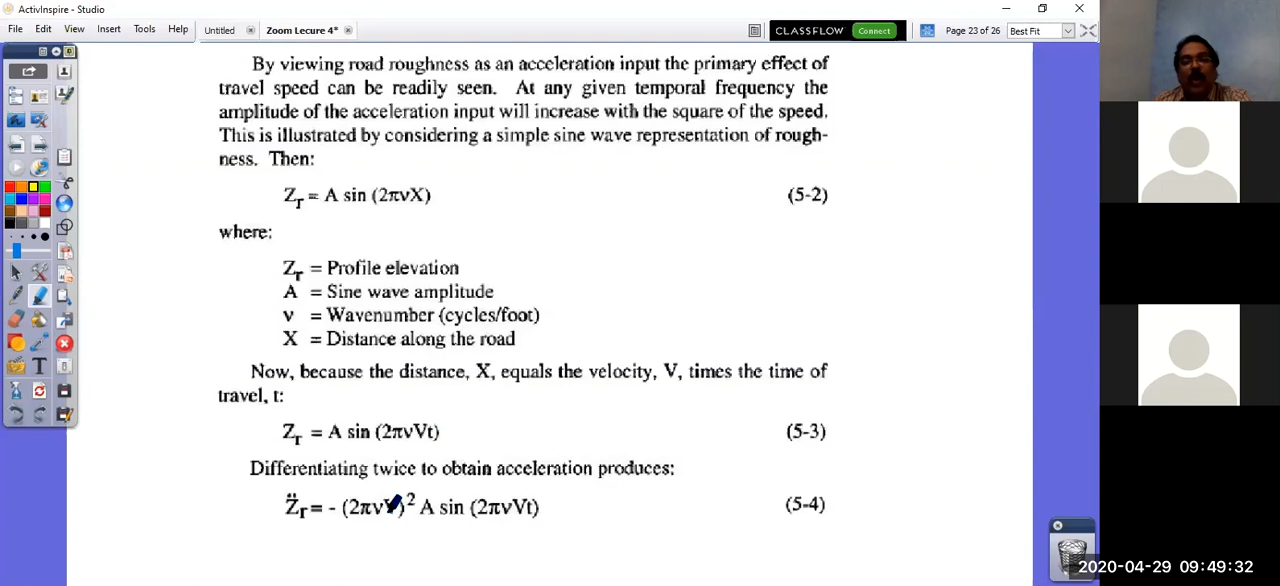 ActivInspire - Studio
File Edit View Insert Tools Help
Untitled
Zoom Lecure 4*
CLASSFLOW
Connect
Page 23 of 26
Best Fit
By viewing road roughness as an acceleration input the primary effect of
travel speed can be readily seen. At any given temporal frequency the
amplitude of the acceleration input will increase with the square of the speed.
This is illustrated by considering a simple sine wave representation of rough-
ness. Then:
Zr = A sin (2πνX) (5-2)
where:
Zr = Profile elevation
A = Sine wave amplitude
ν = Wavenumber (cycles/foot)
X = Distance along the road
Now, because the distance, X, equals the velocity, V, times the time of
travel, t:
Zr = A sin (2πνVt) (5-3)
Differentiating twice to obtain acceleration produces:
Z̈r = - (2πνV)² A sin (2πνVt) (5-4)
2020-04-29 09:49:32